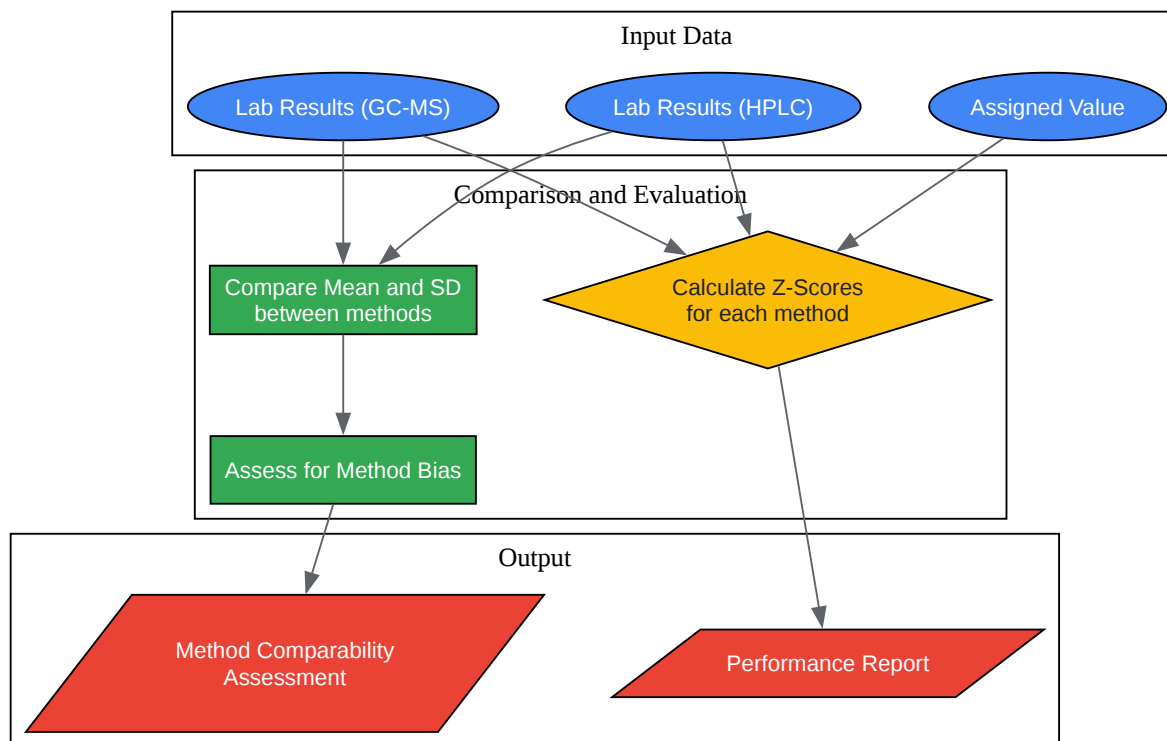 Input Data
Lab Results (GC-MS)
Lab Results (HPLC)
Assigned Value
Comparison and Evaluation
Compare Mean and SD
between methods
Calculate Z-Scores
for each method
Assess for Method Bias
Output
Method Comparability
Assessment
Performance Report